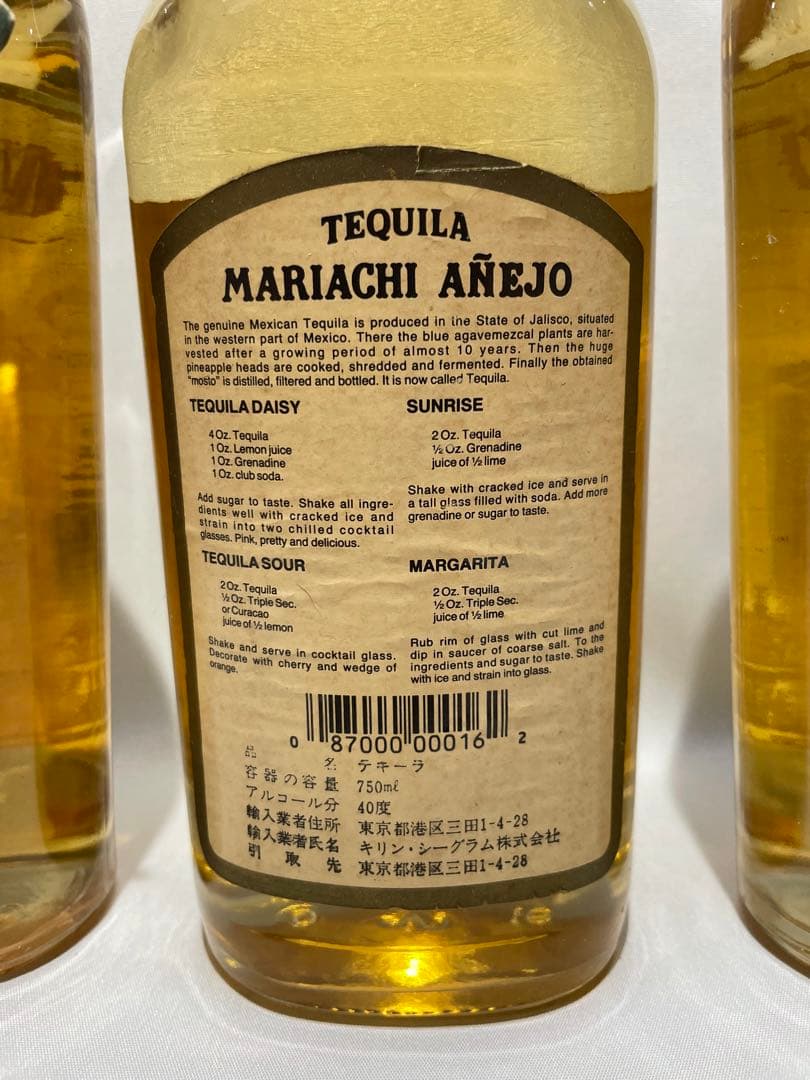 TEQUILA
MARIACHI AÑEJO
The genuine Mexican Tequila is produced in the State of Jalisco, situated
in the western part of Mexico. There the blue agavemezcal plants are har-
vested after a growing period of almost 10 years. Then the huge
pineapple heads are cooked, shredded and fermented. Finally the obtained
"mosto" is distilled, filtered and bottled. It is now called Tequila.
TEQUILA DAISY
4 Oz. Tequila
1 Oz. Lemon juice
1 Oz. Grenadine
1 Oz. club soda.
Add sugar to taste. Shake all ingre-
dients well with cracked ice and
strain into two chilled cocktail
glasses. Pink, pretty and delicious.
SUNRISE
2 Oz. Tequila
½ Oz. Grenadine
juice of ½ lime
Shake with cracked ice and serve in
a tall glass filled with soda. Add more
grenadine or sugar to taste.
TEQUILA SOUR
2 Oz. Tequila
½ Oz. Triple Sec.
or Curacao
juice of ½ lemon
Shake and serve in cocktail glass.
Decorate with cherry and wedge of
orange.
MARGARITA
2 Oz. Tequila
½ Oz. Triple Sec.
juice of ½ lime
Rub rim of glass with cut lime and
dip in saucer of coarse salt. To the
ingredients and sugar to taste. Shake
with ice and strain into glass.
0 87000 00016 2
品名 テキーラ
容器の容量 750mℓ
アルコール分 40度
輸入業者住所 東京都港区三田1-4-28
輸入業者氏名 キリン・シーグラム株式会社
引取先 東京都港区三田1-4-28